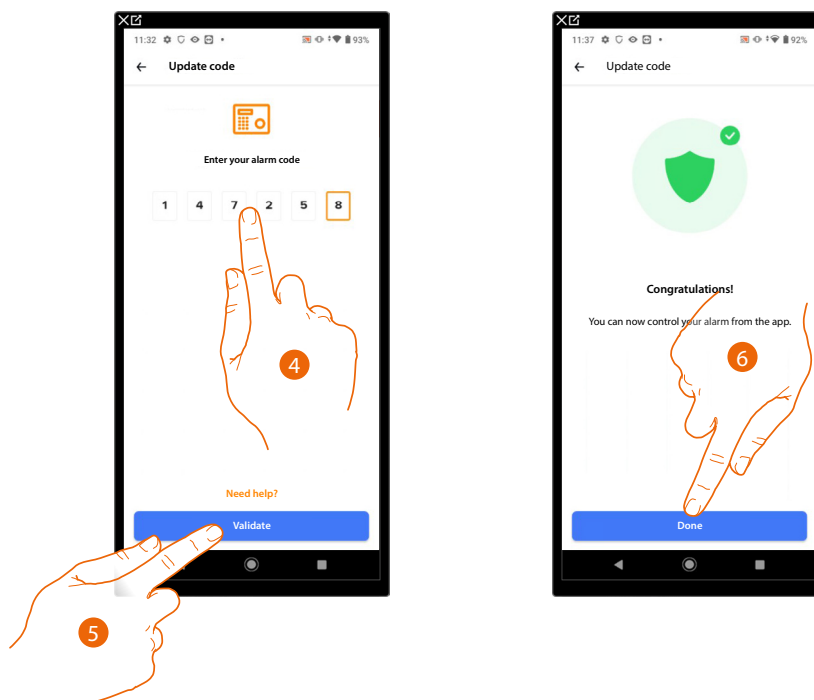 11:32
93%
Update code
Enter your alarm code
1 4 7 2 5 8
4
Need help?
Validate
5
11:37
92%
Update code
Congratulations!
You can now control your alarm from the app.
6
Done